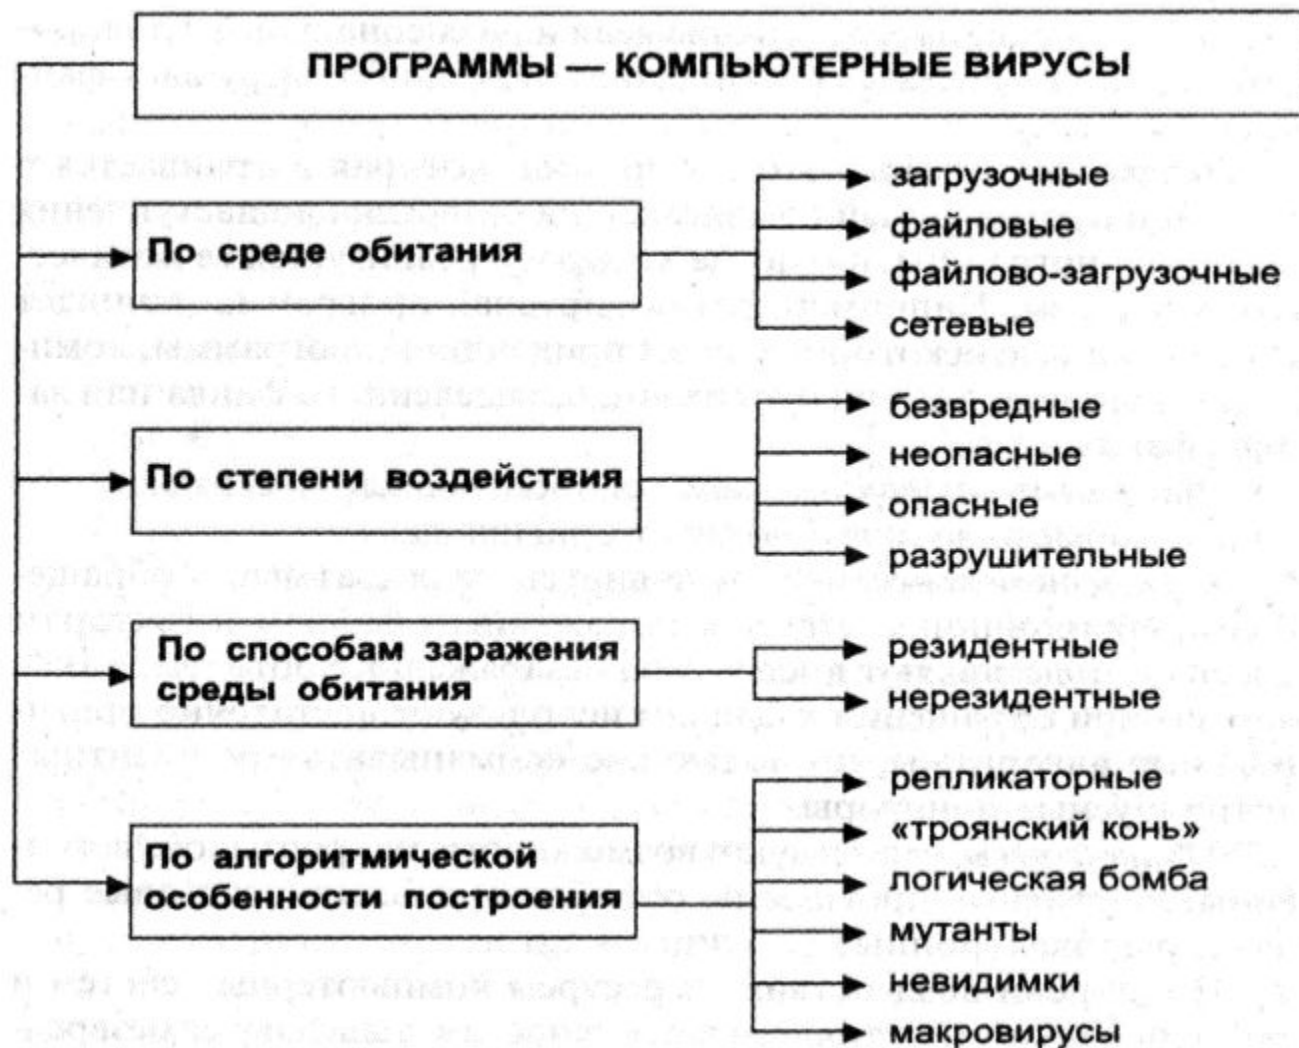 ПРОГРАММЫ — КОМПЬЮТЕРНЫЕ ВИРУСЫ
По среде обитания
загрузочные
файловые
файлово-загрузочные
сетевые
По степени воздействия
безвредные
неопасные
опасные
разрушительные
По способам заражения
среды обитания
резидентные
нерезидентные
По алгоритмической
особенности построения
репликаторные
«троянский конь»
логическая бомба
мутанты
невидимки
макровирусы